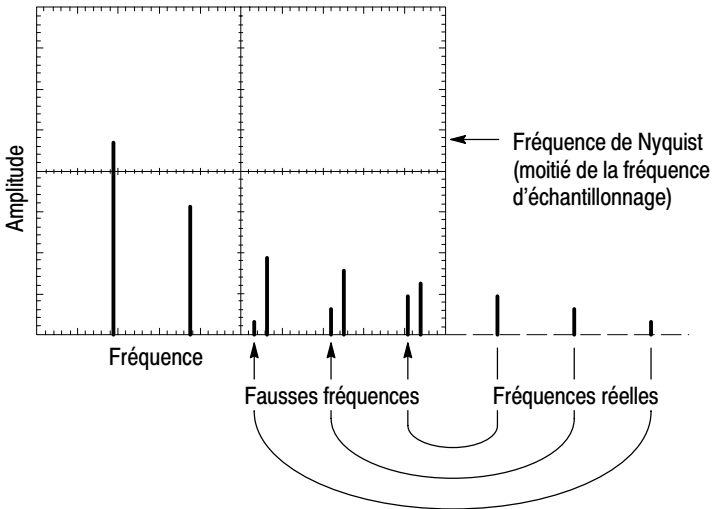 Amplitude
Fréquence de Nyquist
(moitié de la fréquence
d'échantillonnage)
Fréquence
Fausses fréquences
Fréquences réelles